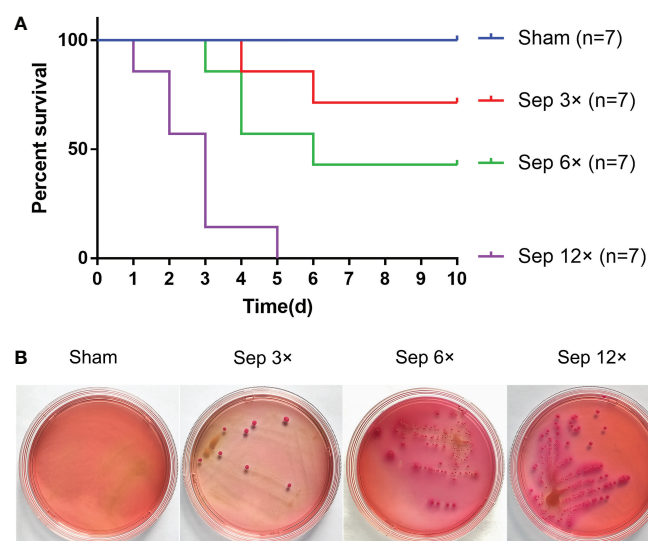 A
100
50
0
Percent survival
0 1 2 3 4 5 6 7 8 9 10
Time(d)
Sham (n=7)
Sep 3× (n=7)
Sep 6× (n=7)
Sep 12× (n=7)
B
Sham
Sep 3×
Sep 6×
Sep 12×